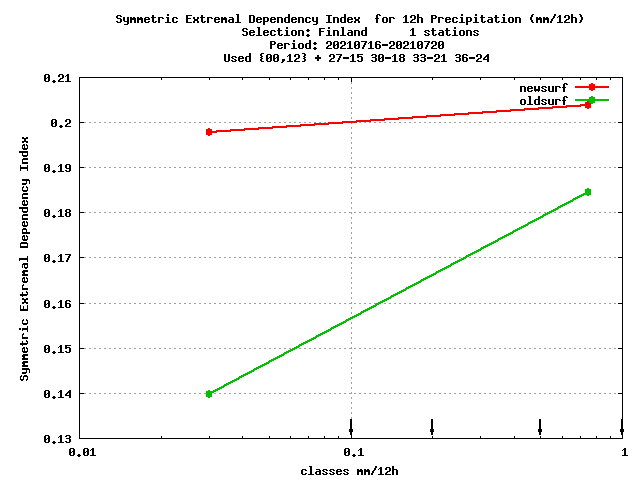 Symmetric Extremal Dependency Index  for 12h Precipitation (mm/12h)
Selection: Finland      1 stations
Period: 20210716-20210720
Used {00,12} + 27-15 30-18 33-21 36-24
newsurf
oldsurf
0.21
0.2
0.19
0.18
0.17
0.16
0.15
0.14
0.13
Symmetric Extremal Dependency Index
0.01
0.1
1
classes mm/12h